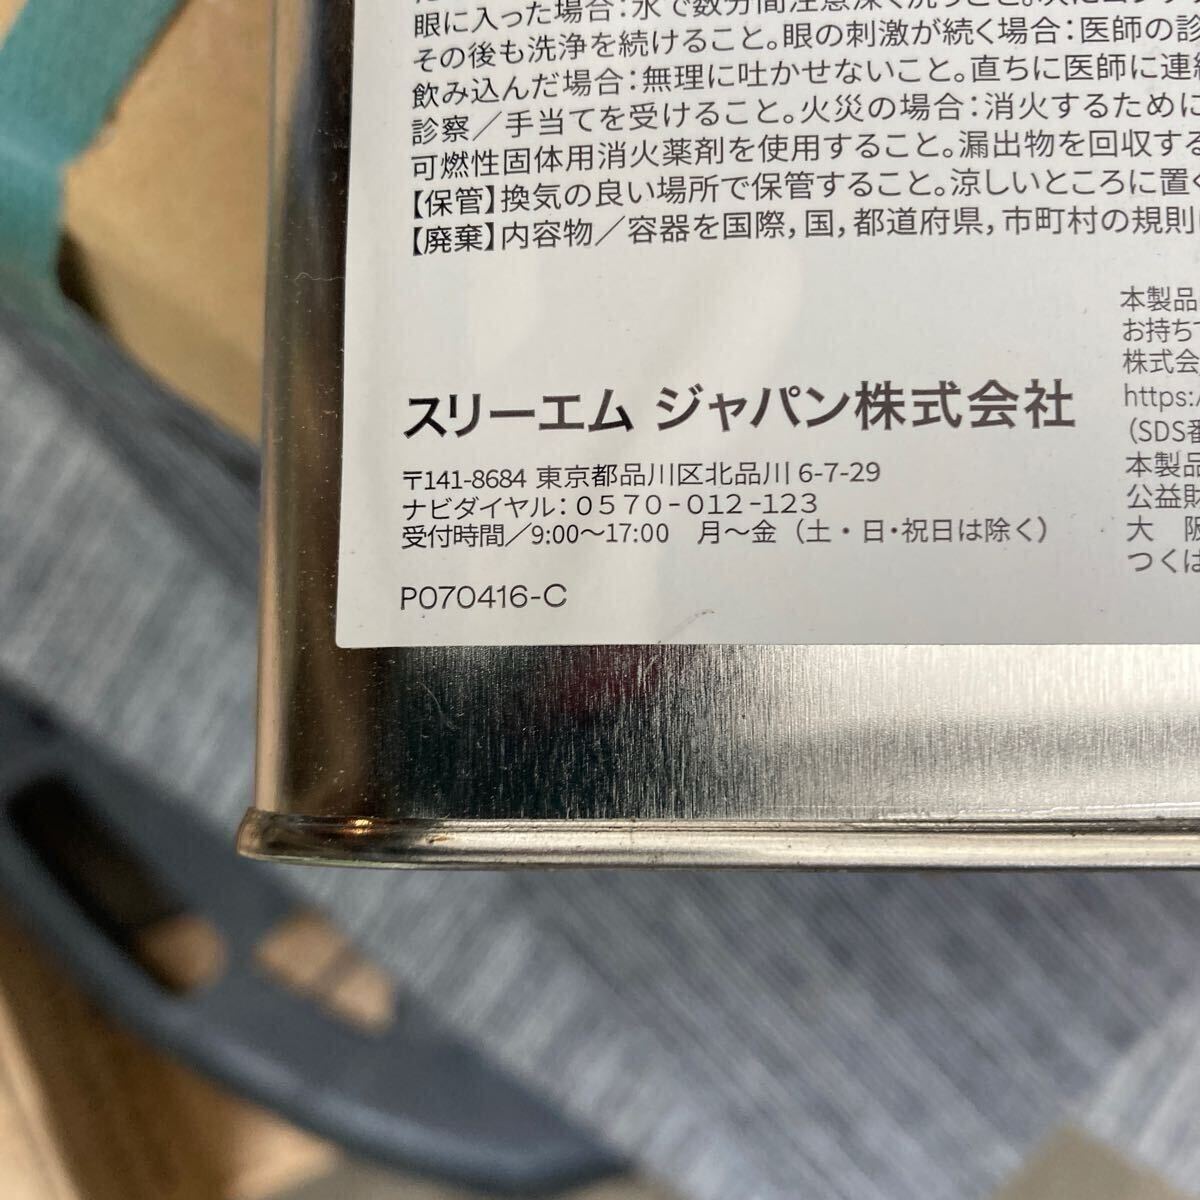 眼に入った場合：水で数分間注意深く洗うこと。次にコンタ
その後も洗浄を続けること。眼の刺激が続く場合：医師の診
飲み込んだ場合：無理に吐かせないこと。直ちに医師に連絡
診察／手当てを受けること。火災の場合：消火するために
可燃性固体用消火薬剤を使用すること。漏出物を回収する
【保管】換気の良い場所で保管すること。涼しいところに置く
【廃棄】内容物／容器を国際，国，都道府県，市町村の規則に
スリーエム ジャパン株式会社
〒141-8684 東京都品川区北品川 6-7-29
ナビダイヤル：0570-012-123
受付時間／9:00〜17:00　月〜金（土・日・祝日は除く）
P070416-C
本製品
お持ちで
株式会
https:/
（SDS番
本製品
公益財
大　阪
つくは